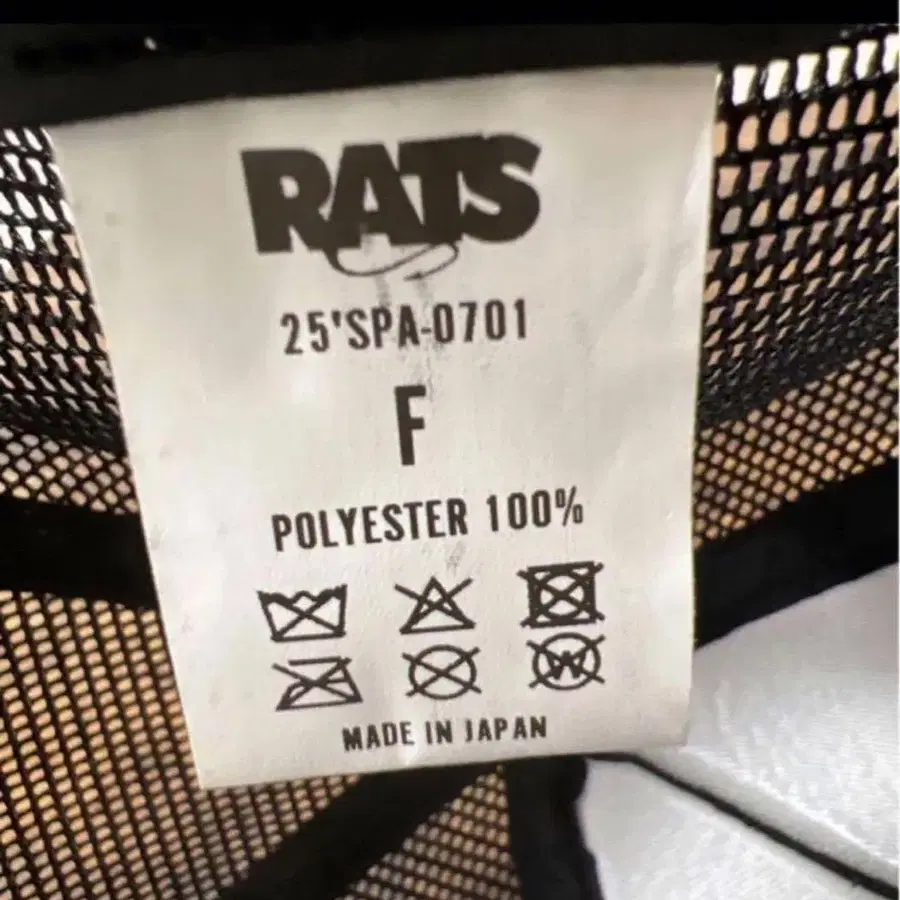 RATS
25'SPA-0701
F
POLYESTER 100%
W
MADE IN JAPAN